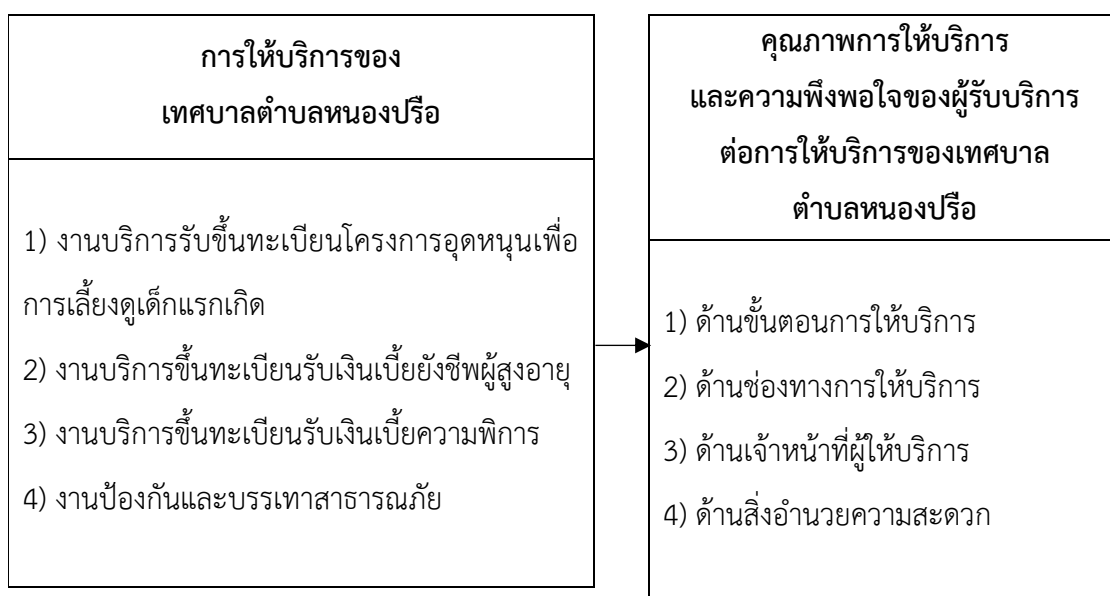 การให้บริการของ
เทศบาลตำบลหนองปรือ
1) งานบริการรับขึ้นทะเบียนโครงการอุดหนุนเพื่อ
การเลี้ยงดูเด็กแรกเกิด
2) งานบริการขึ้นทะเบียนรับเงินเบี้ยยังชีพผู้สูงอายุ
3) งานบริการขึ้นทะเบียนรับเงินเบี้ยความพิการ
4) งานป้องกันและบรรเทาสาธารณภัย
คุณภาพการให้บริการ
และความพึงพอใจของผู้รับบริการ
ต่อการให้บริการของเทศบาล
ตำบลหนองปรือ
1) ด้านขั้นตอนการให้บริการ
2) ด้านช่องทางการให้บริการ
3) ด้านเจ้าหน้าที่ผู้ให้บริการ
4) ด้านสิ่งอำนวยความสะดวก